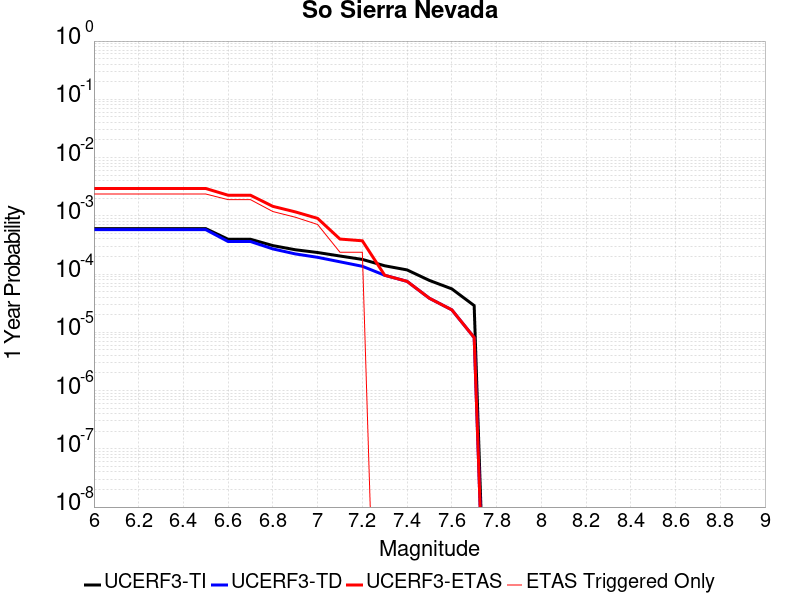 So Sierra Nevada
10^0
10^-1
10^-2
10^-3
10^-4
10^-5
10^-6
10^-7
10^-8
1 Year Probability
6 6.2 6.4 6.6 6.8 7 7.2 7.4 7.6 7.8 8 8.2 8.4 8.6 8.8 9
Magnitude
UCERF3-TI UCERF3-TD UCERF3-ETAS ETAS Triggered Only